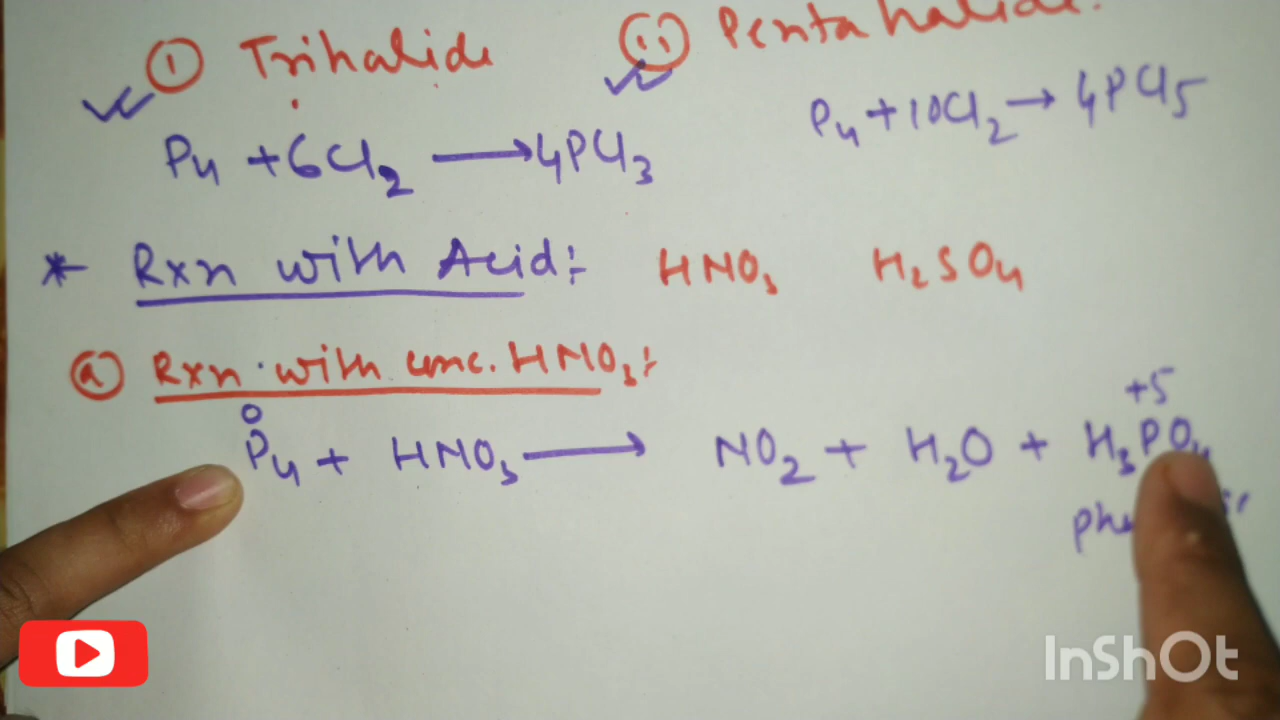 ① Trihalide
ii Pentahalide.
P4 + 6Cl2 ⟶ 4PCl3
P4 + 10Cl2 → 4PCl5
* Rxn with Acid:- HNO3 H2SO4
ⓐ Rxn. with conc. HNO3:-
0
+5
P4 + HNO3 ⟶ NO2 + H2O + H3PO4
InShOt